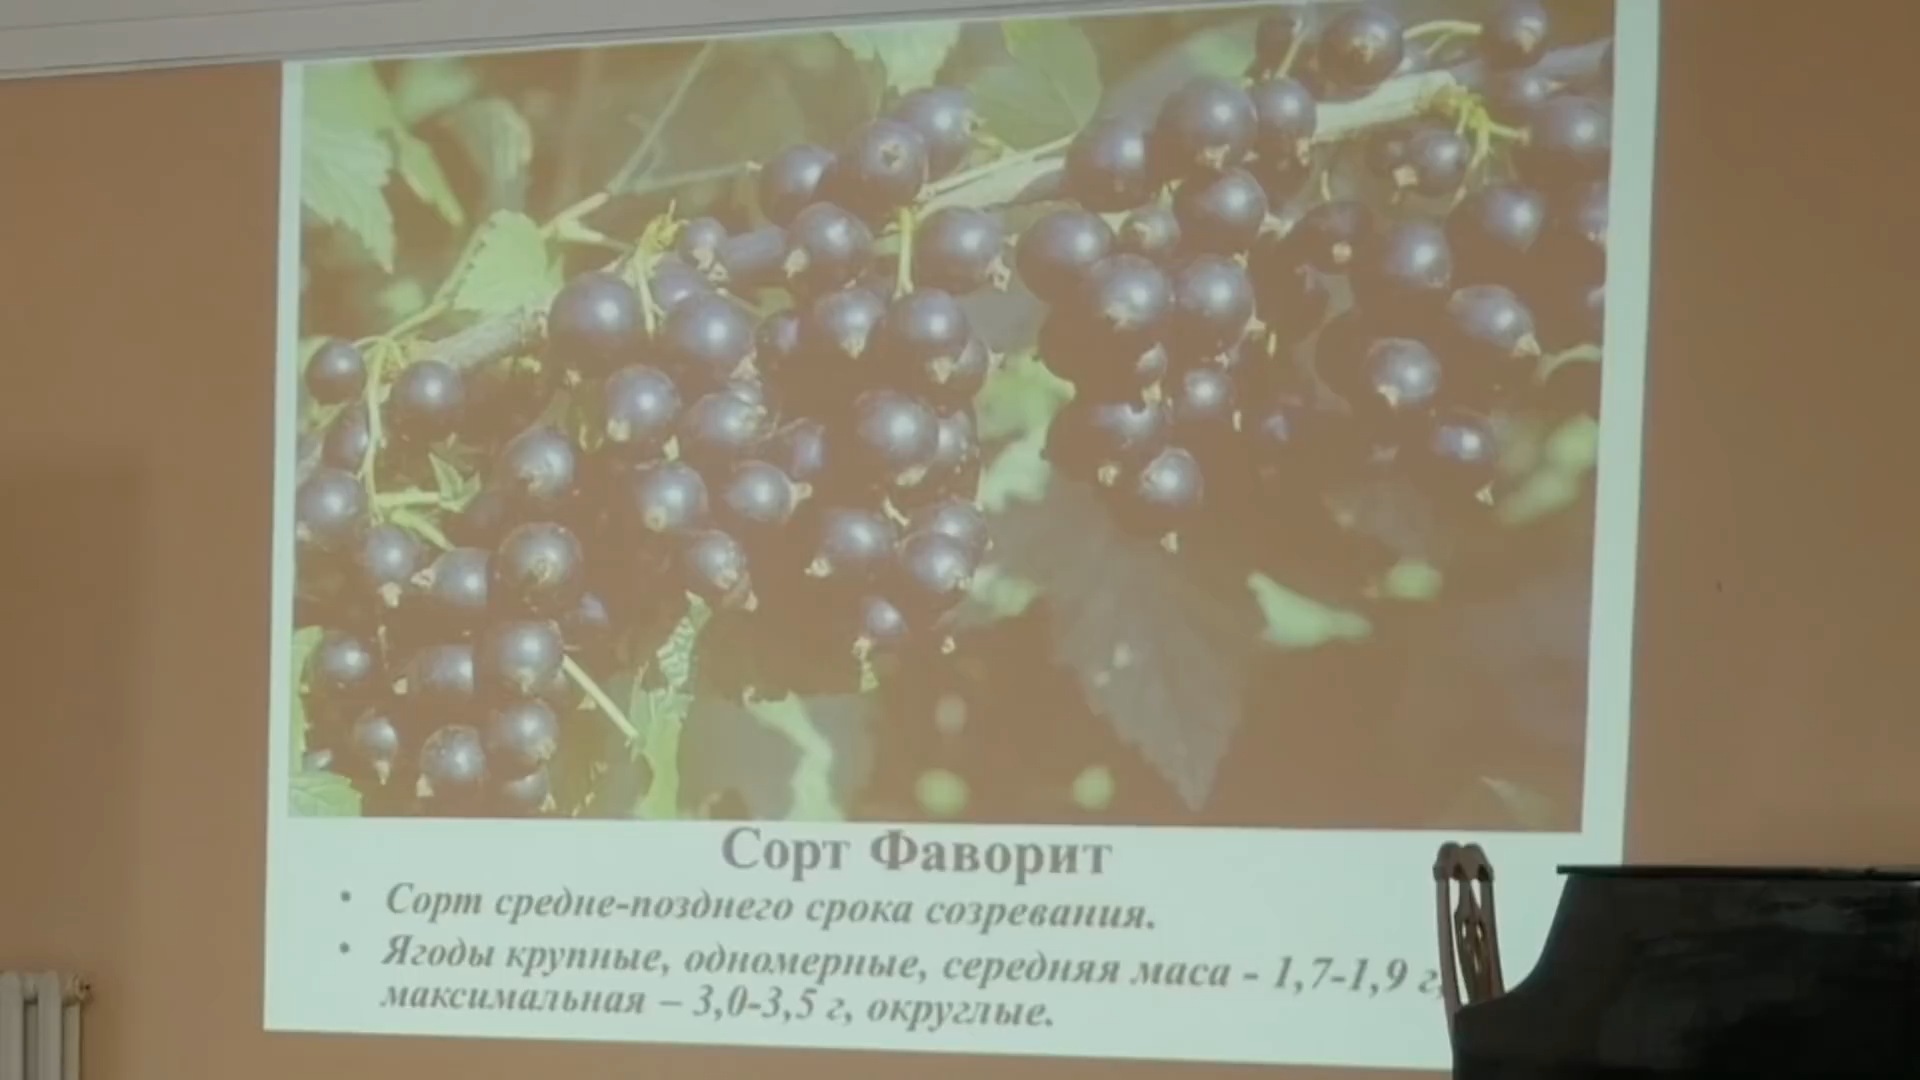 Сорт Фаворит
• Сорт средне-позднего срока созревания.
• Ягоды крупные, одномерные, середняя маса - 1,7-1,9 г,
максимальная – 3,0-3,5 г, округлые.